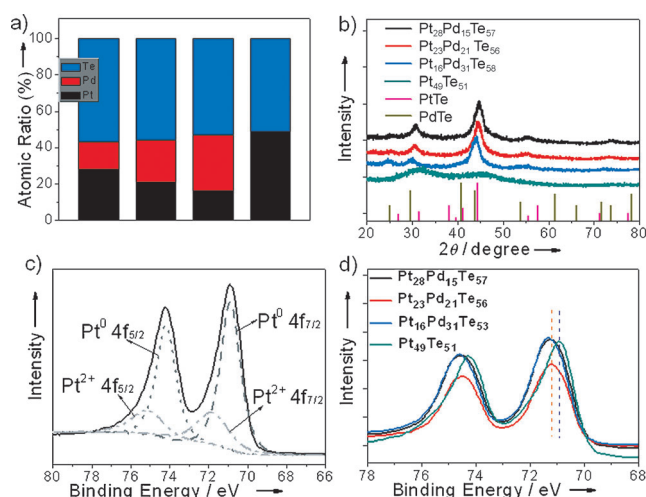 a)
Atomic Ratio (%)
100
80
60
40
20
0
Te
Pd
Pt
b)
Intensity
Pt₂₈Pd₁₅Te₅₇
Pt₂₃Pd₂₁Te₅₆
Pt₁₆Pd₃₁Te₅₈
Pt₄₉Te₅₁
PtTe
PdTe
20 30 40 50 60 70 80
2θ / degree
c)
Intensity
Pt⁰ 4f₅/₂
Pt⁰ 4f₇/₂
Pt²⁺ 4f₅/₂
Pt²⁺ 4f₇/₂
80 78 76 74 72 70 68 66
Binding Energy / eV
d)
Intensity
Pt₂₈Pd₁₅Te₅₇
Pt₂₃Pd₂₁Te₅₆
Pt₁₆Pd₃₁Te₅₃
Pt₄₉Te₅₁
78 76 74 72 70 68
Binding Energy / eV